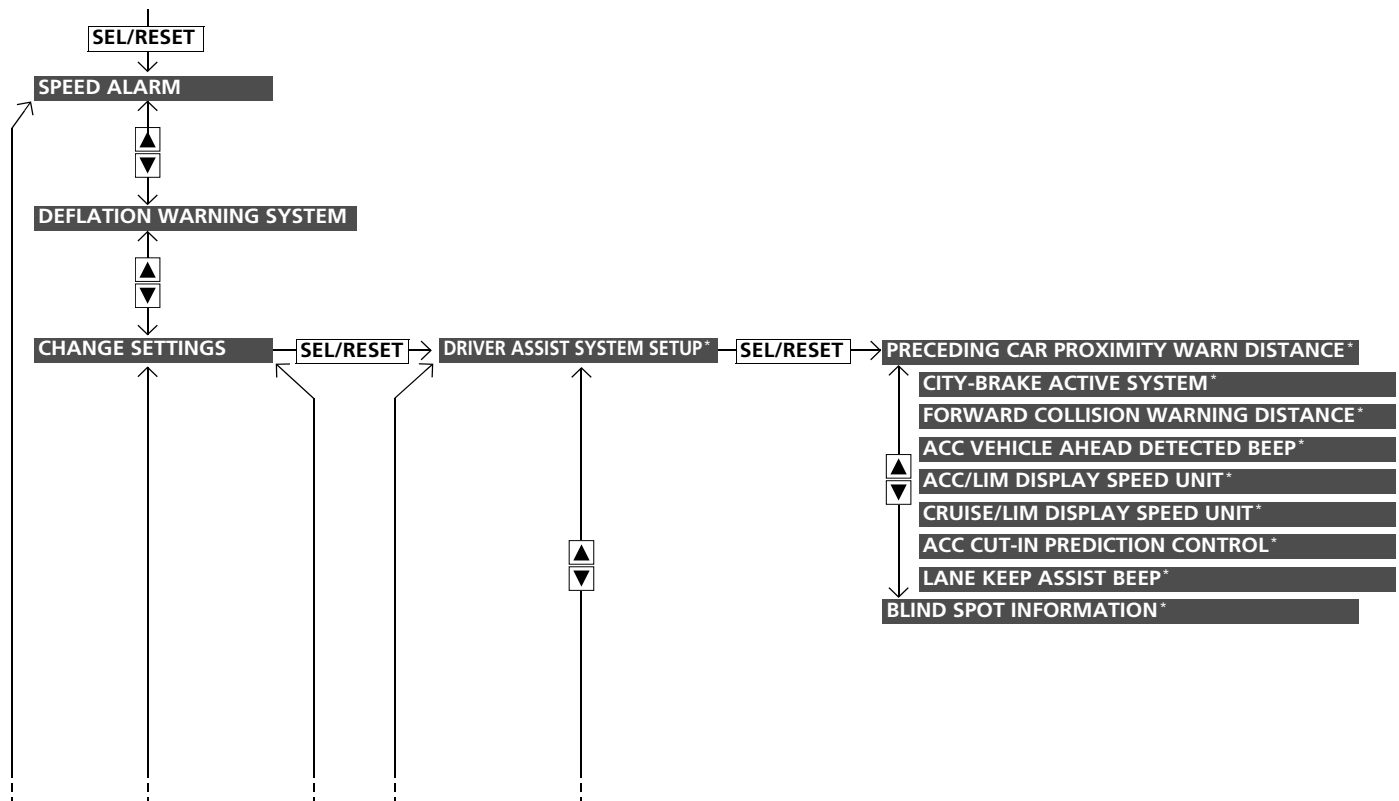 SEL/RESET
SPEED ALARM
▲
▼
DEFLATION WARNING SYSTEM
▲
▼
CHANGE SETTINGS SEL/RESET DRIVER ASSIST SYSTEM SETUP* SEL/RESET PRECEDING CAR PROXIMITY WARN DISTANCE*
CITY-BRAKE ACTIVE SYSTEM*
FORWARD COLLISION WARNING DISTANCE*
ACC VEHICLE AHEAD DETECTED BEEP*
▲
ACC/LIM DISPLAY SPEED UNIT*
▼
CRUISE/LIM DISPLAY SPEED UNIT*
ACC CUT-IN PREDICTION CONTROL*
▲
LANE KEEP ASSIST BEEP*
▼
BLIND SPOT INFORMATION*